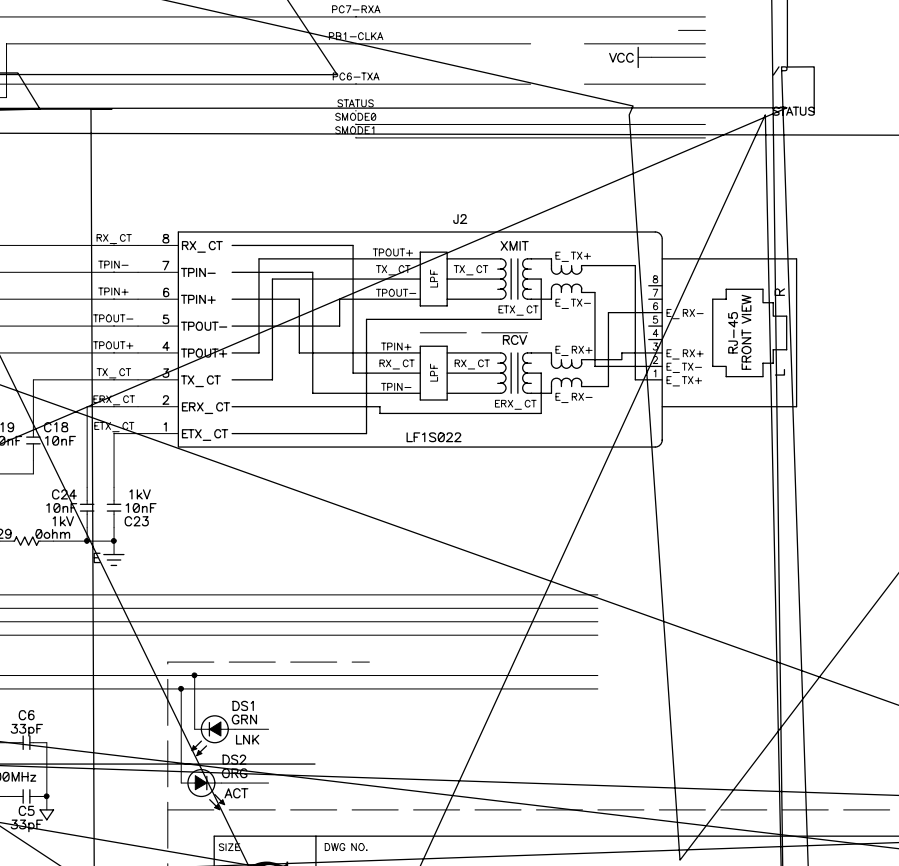 PC7-RXA
PB1-CLKA
VCC
PC6-TXA
STATUS
SMODE0
SMODE1
STATUS
J2
RX_CT 8 RX_CT
TPIN- 7 TPIN-
TPIN+ 6 TPIN+
TPOUT- 5 TPOUT-
TPOUT+ 4 TPOUT+
TX_CT 3 TX_CT
ERX_CT 2 ERX_CT
ETX_CT 1 ETX_CT
TPOUT+
TX_CT
TPOUT-
LPF
TX_CT
XMIT
ETX_CT
E_TX+
E_TX-
RCV
TPIN+
RX_CT
TPIN-
LPF
RX_CT
ERX_CT
E_RX+
E_RX-
8
7
6 E_RX-
5
4
3 E_RX+
2 E_TX-
1 E_TX+
RJ-45
FRONT VIEW
R
L
LF1S022
19
0nF
C18
10nF
C24
10nF
1kV
1kV
10nF
C23
29 0ohm
E
DS1
GRN
LNK
DS2
ORG
ACT
C6
33pF
00MHz
C5
33pF
SIZE
DWG NO.